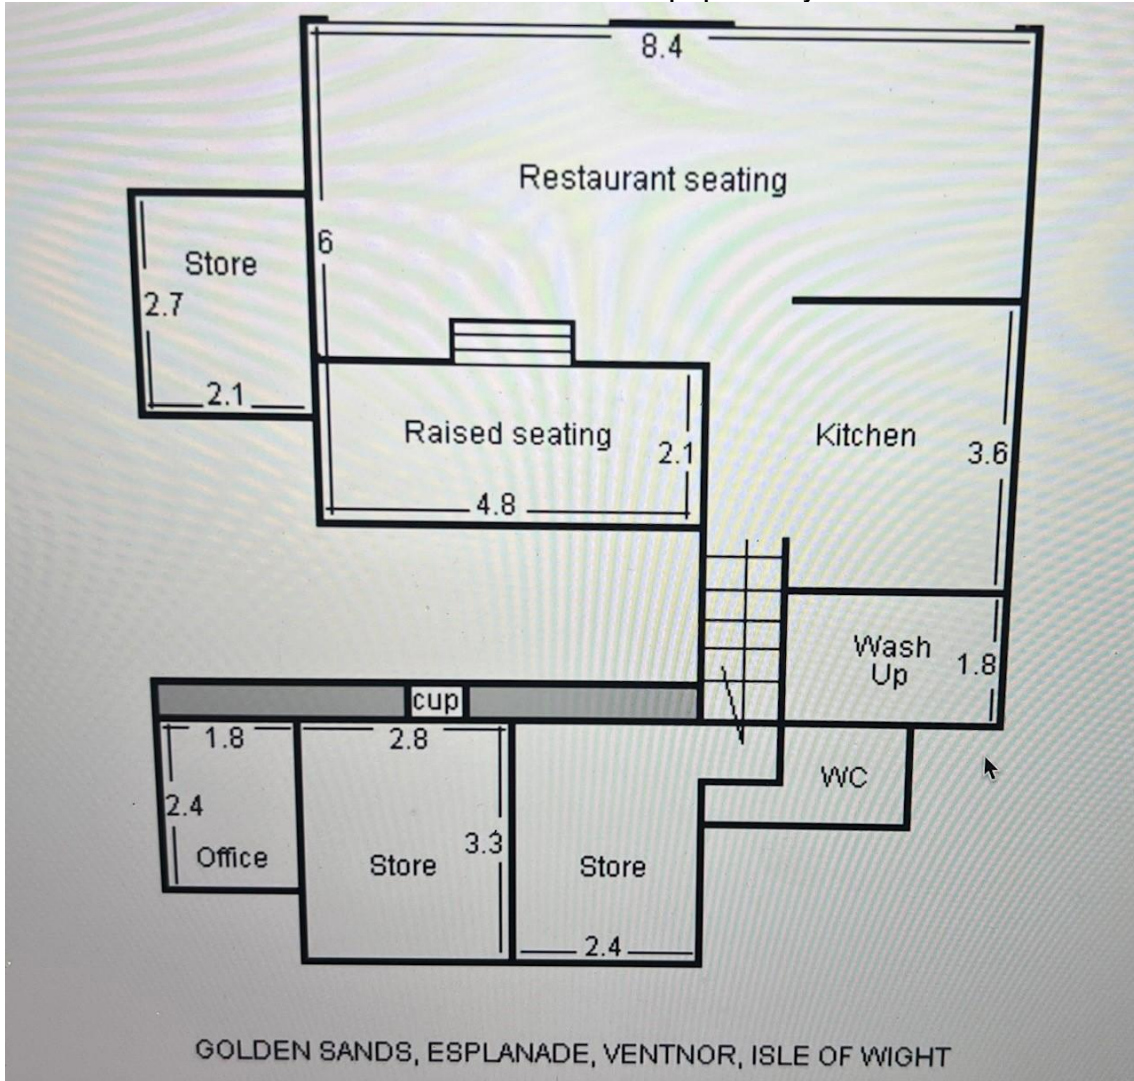 8.4
Restaurant seating
6
Store
2.7
2.1
Raised seating
2.1
4.8
Kitchen
3.6
Wash
Up
1.8
cup
1.8
2.8
2.4
Office
Store
3.3
Store
2.4
WC
GOLDEN SANDS, ESPLANADE, VENTNOR, ISLE OF WIGHT